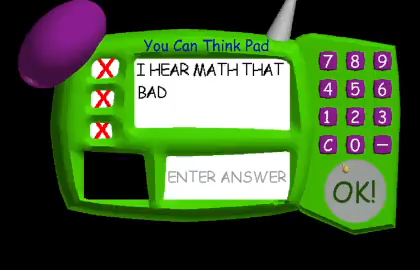 You Can Think Pad
X
X
X
I HEAR MATH THAT
BAD
ENTER ANSWER
7 8 9
4 5 6
1 2 3
C 0 −
OK!